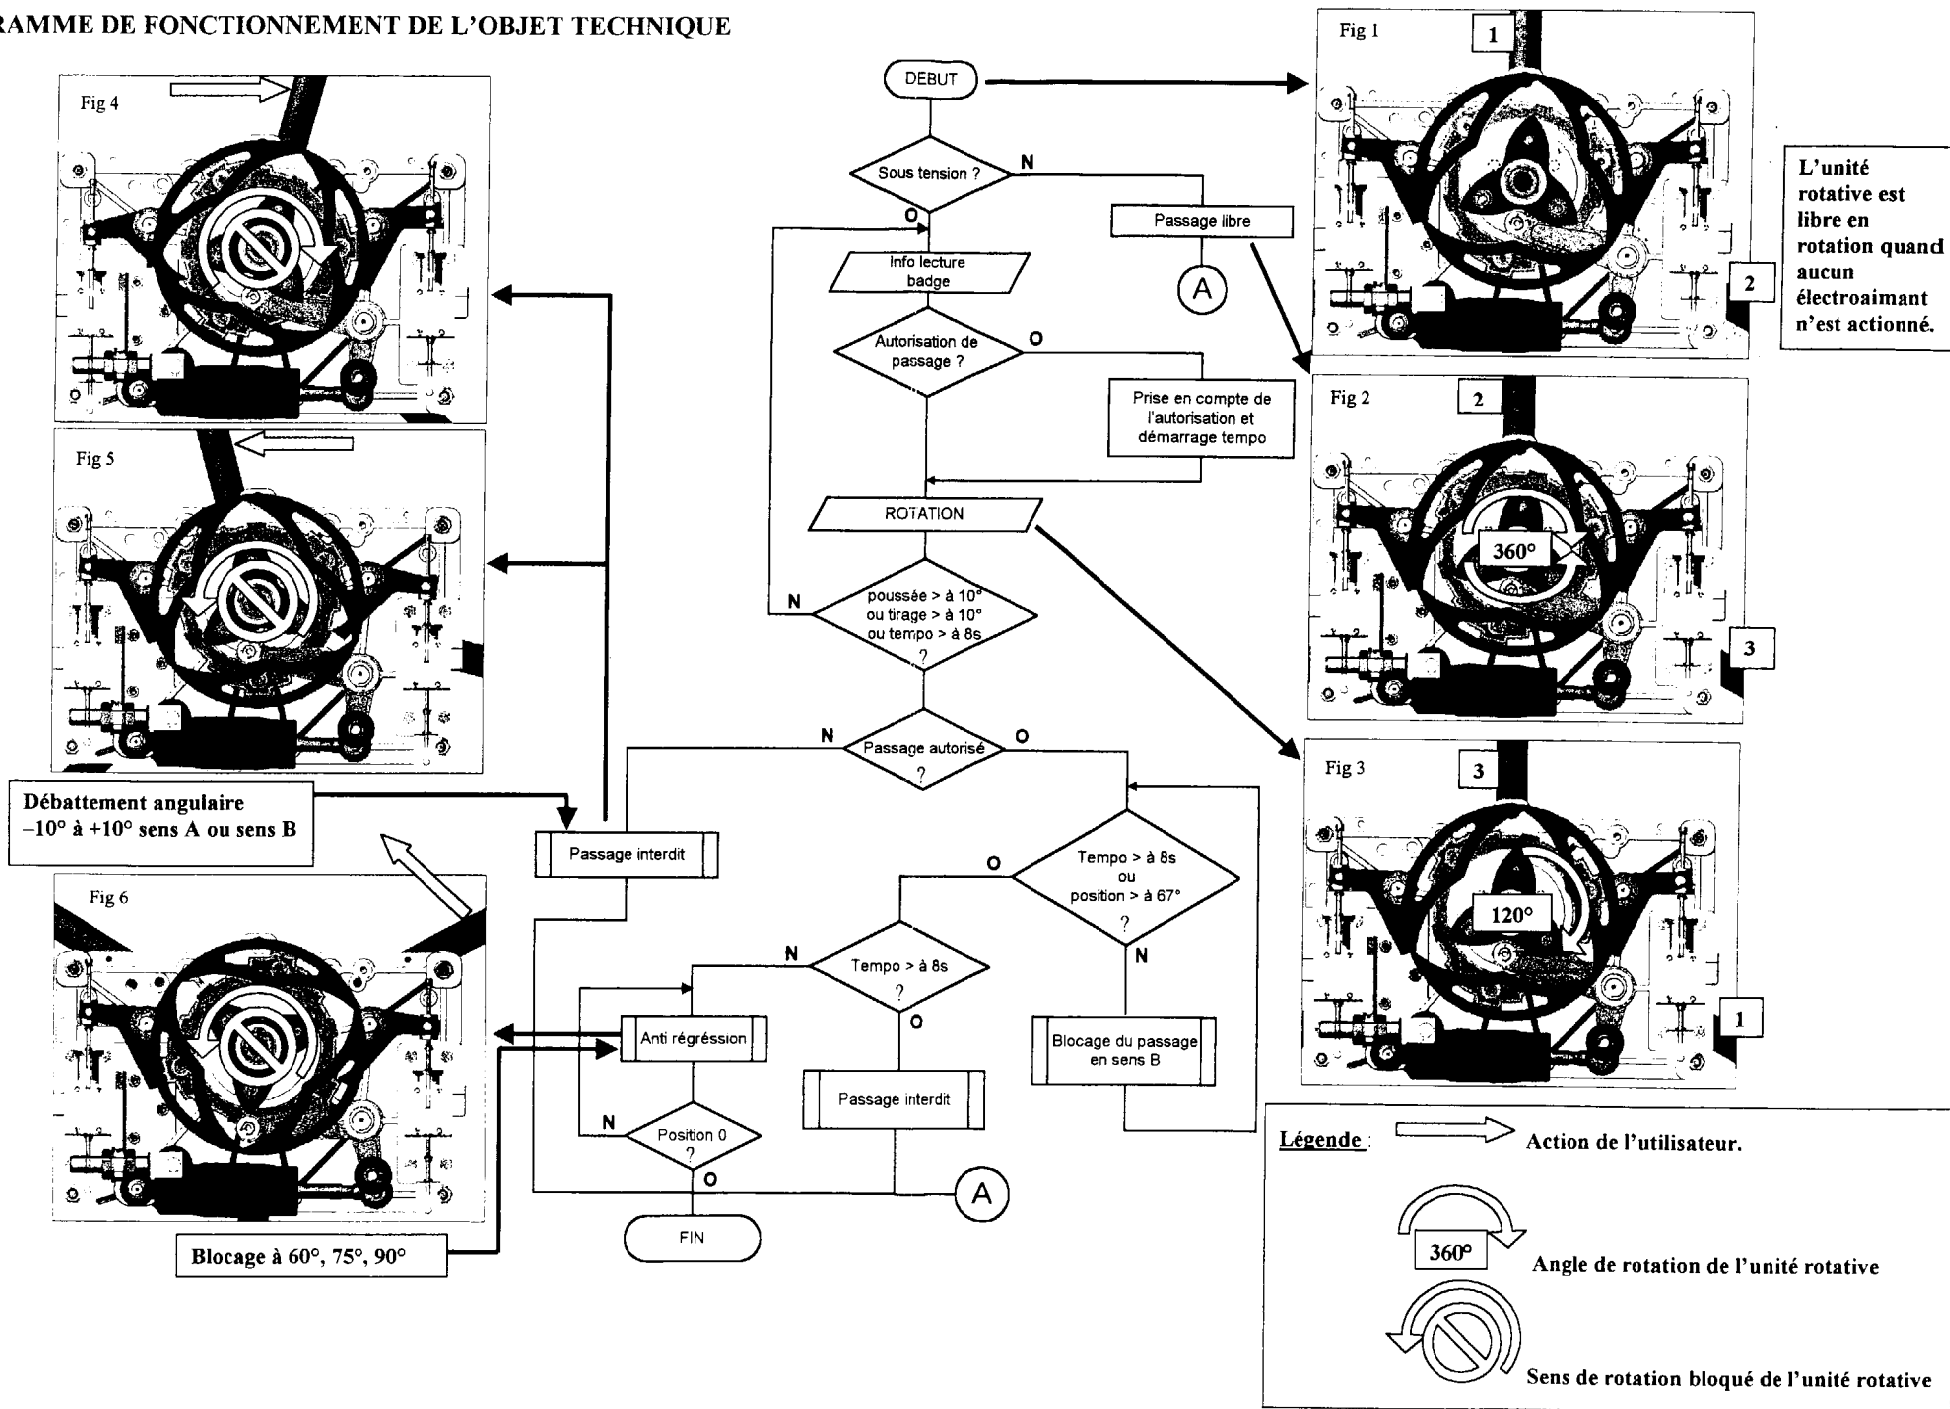 RAMME DE FONCTIONNEMENT DE L'OBJET TECHNIQUE
Fig 4
Fig 5
Débattement angulaire
–10° à +10° sens A ou sens B
Fig 6
Blocage à 60°, 75°, 90°
DEBUT
Sous tension ?
N
O
Passage libre
A
Info lecture
badge
Autorisation de
passage ?
O
Prise en compte de
l'autorisation et
démarrage tempo
ROTATION
N
poussée > à 10°
ou tirage > à 10°
ou tempo > à 8s
?
N
Passage autorisé
?
O
Passage interdit
O
Tempo > à 8s
ou
position > à 67°
?
N
N
Tempo > à 8s
?
O
Anti régréssion
Blocage du passage
en sens B
Passage interdit
N
Position 0
?
O
A
FIN
Fig 1
1
2
L'unité
rotative est
libre en
rotation quand
aucun
électroaimant
n'est actionné.
Fig 2
2
360°
3
Fig 3
3
120°
1
Légende :
Action de l'utilisateur.
360°
Angle de rotation de l'unité rotative
Sens de rotation bloqué de l'unité rotative